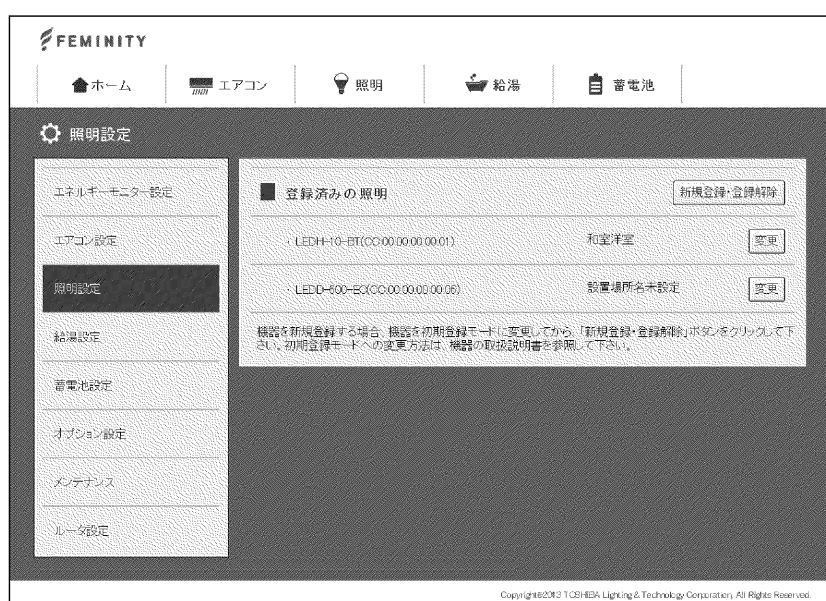 FEMINITY
ホーム エアコン 照明 給湯 蓄電池
照明設定
エネルギーモニター設定
エアコン設定
照明設定
給湯設定
蓄電池設定
オプション設定
メンテナンス
ルータ設定
■ 登録済みの照明 新規登録・登録解除
・LEDH-10-BT(CC:00:00:00:00:01) 和室洋室 変更
・LEDD-600-EC(CC:00:00:00:00:06) 設置場所名未設定 変更
機器を新規登録する場合、機器を初期登録モードに変更してから、「新規登録・登録解除」ボタンをクリックして下
さい。初期登録モードへの変更方法は、機器の取扱説明書を参照して下さい。
Copyright©2013 TOSHIBA Lighting & Technology Corporation, All Rights Reserved.